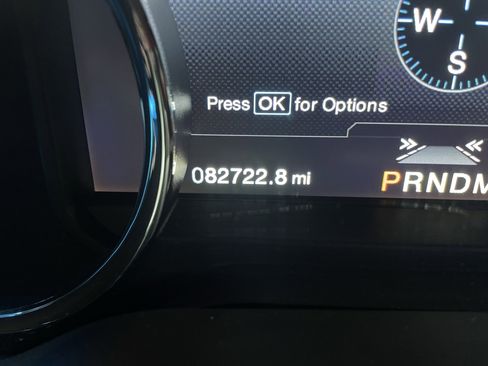 W
S
Press OK for Options
082722.8 mi
PRNDM